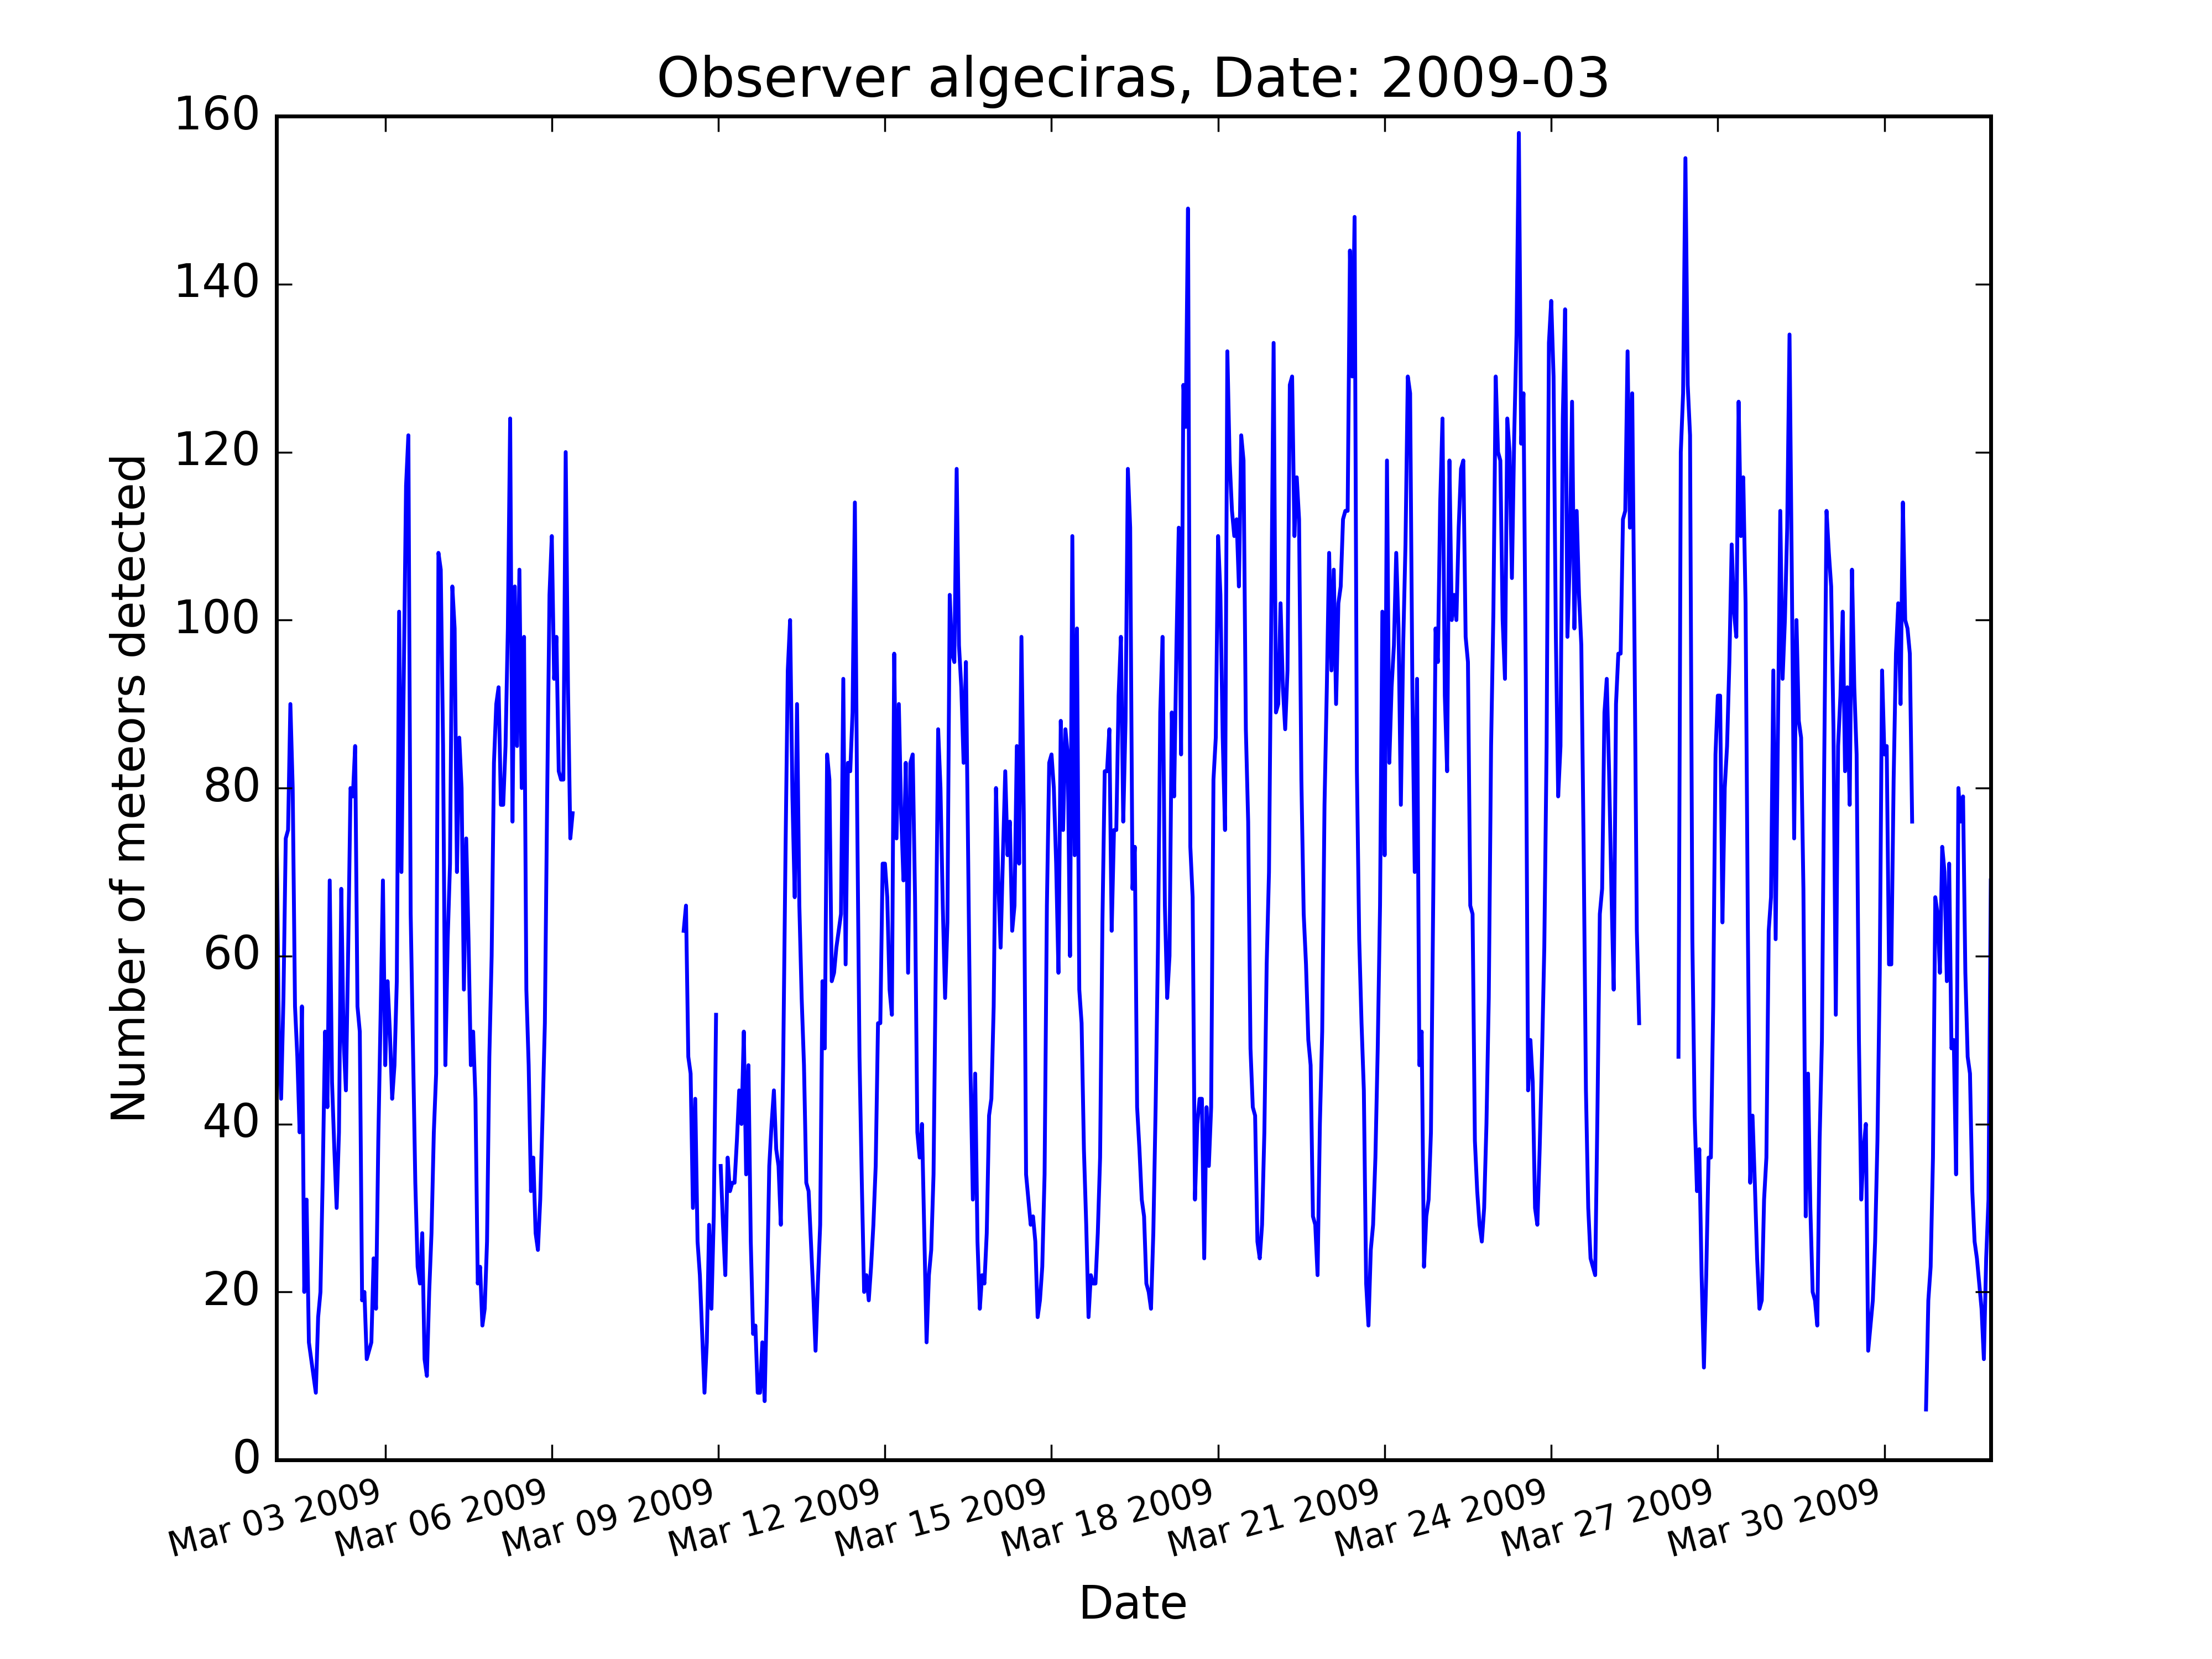 Observer algeciras, Date: 2009-03
Number of meteors detected
160
140
120
100
80
60
40
20
0
Mar 03 2009
Mar 06 2009
Mar 09 2009
Mar 12 2009
Mar 15 2009
Mar 18 2009
Mar 21 2009
Mar 24 2009
Mar 27 2009
Mar 30 2009
Date